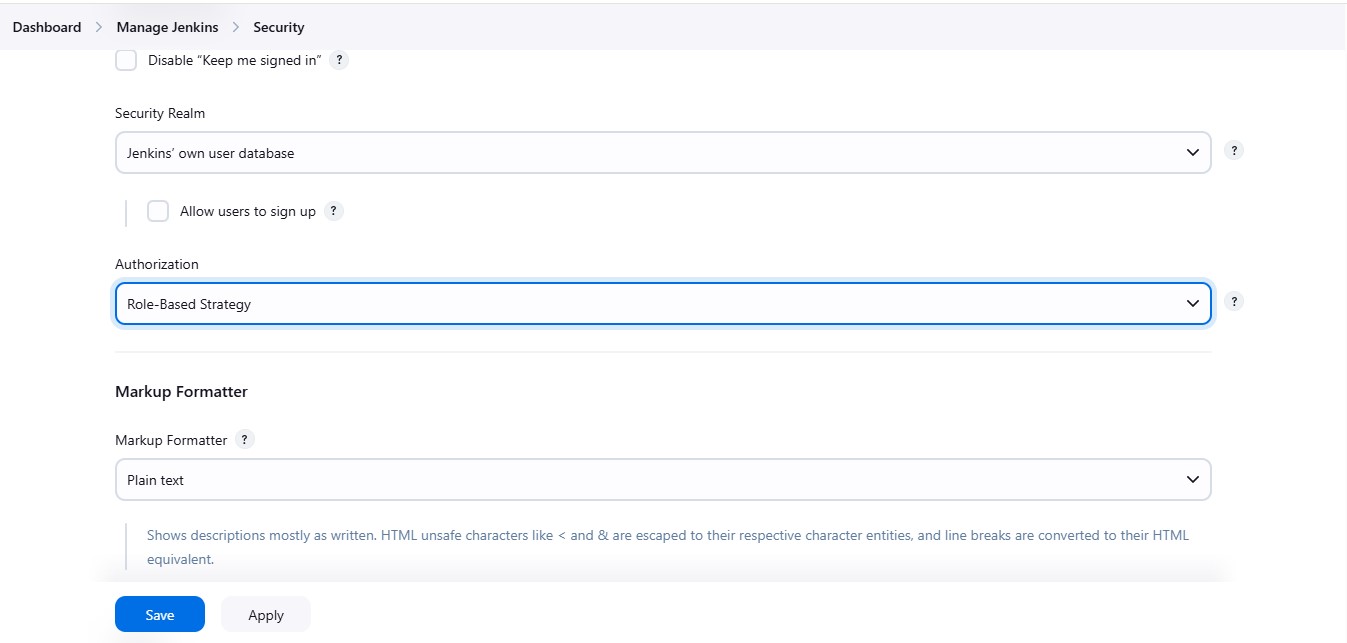 Dashboard > Manage Jenkins > Security
Disable “Keep me signed in” ?
Security Realm
Jenkins’ own user database
?
Allow users to sign up ?
Authorization
Role-Based Strategy
?
Markup Formatter
Markup Formatter ?
Plain text
Shows descriptions mostly as written. HTML unsafe characters like < and & are escaped to their respective character entities, and line breaks are converted to their HTML
equivalent.
Save Apply